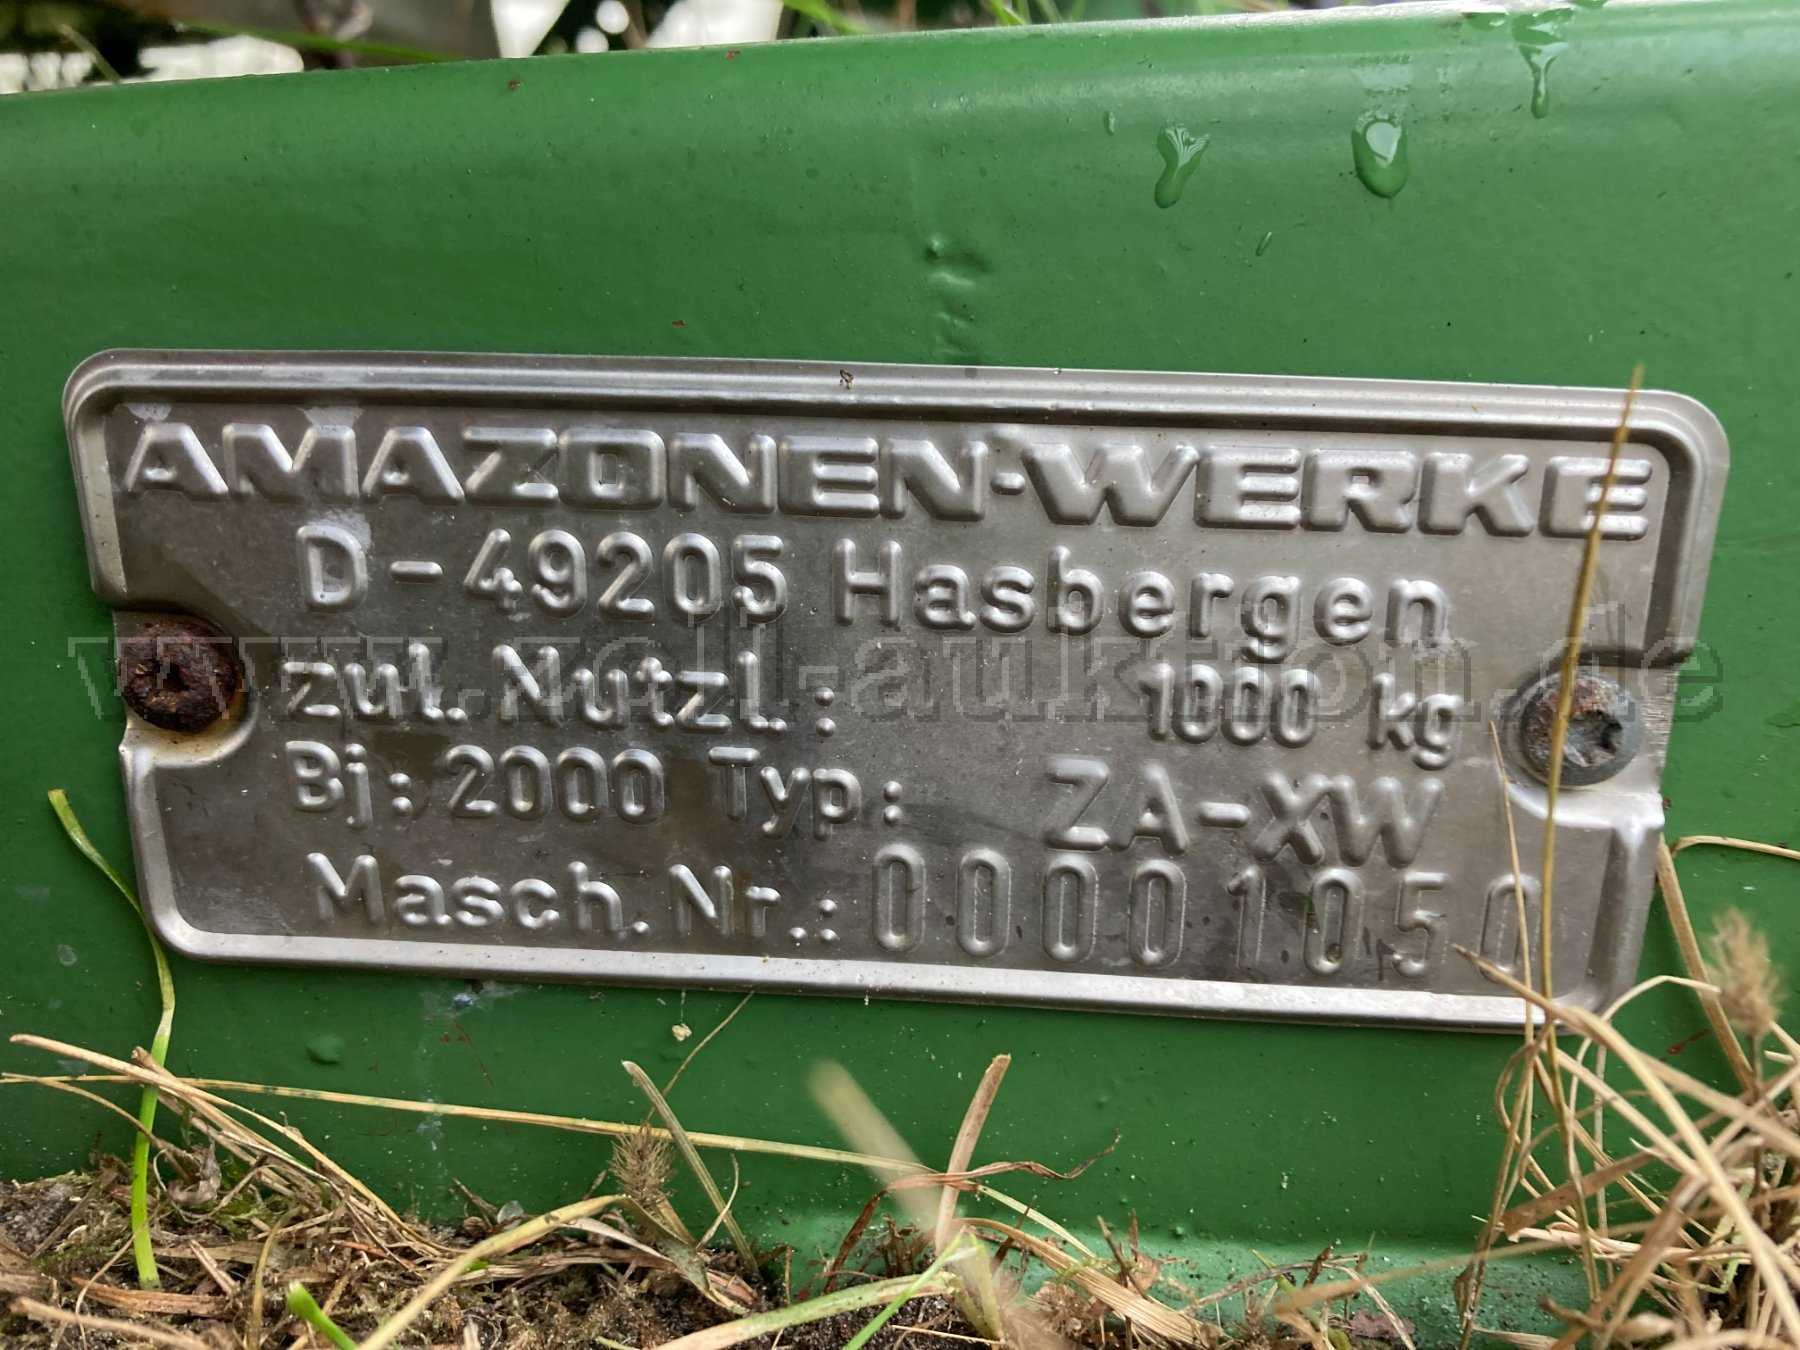 AMAZONEN-WERKE
D-49205 Hasbergen
www.zoll-auktion.de
zul. Nutzl.: 1000 kg
Bj.: 2000 Typ: ZA-XW
Masch. Nr.: 00001050